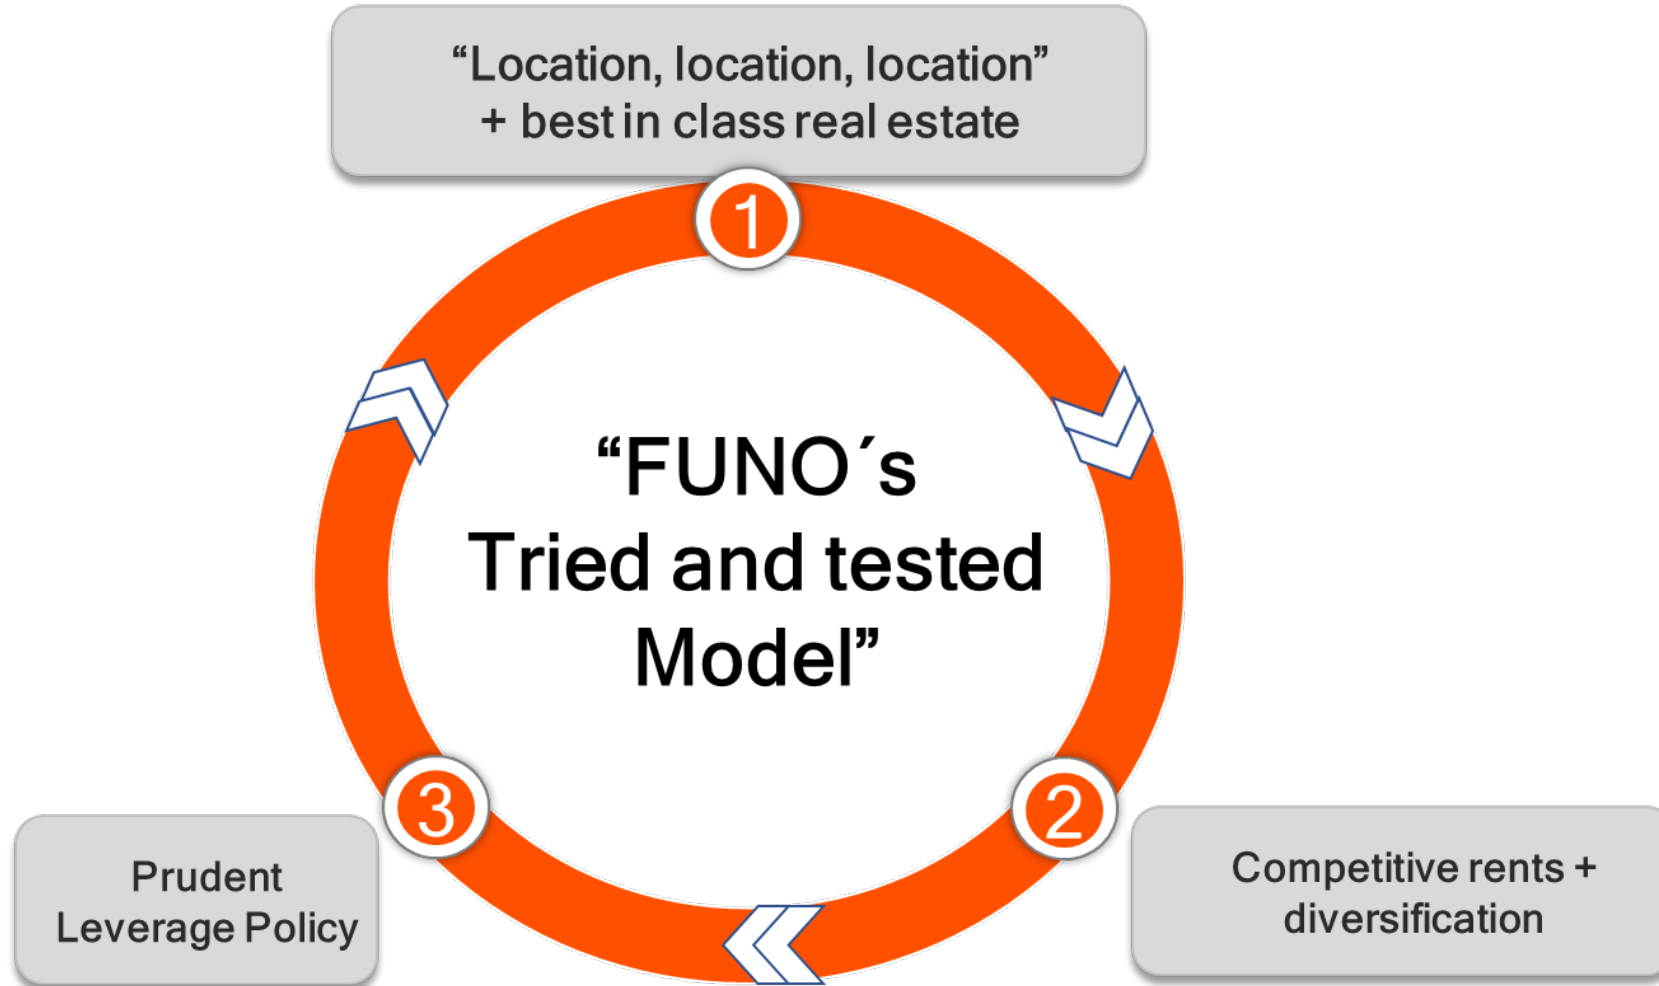 “Location, location, location”
+ best in class real estate
1
“FUNO´s
Tried and tested
Model”
3
2
Prudent
Leverage Policy
Competitive rents +
diversification